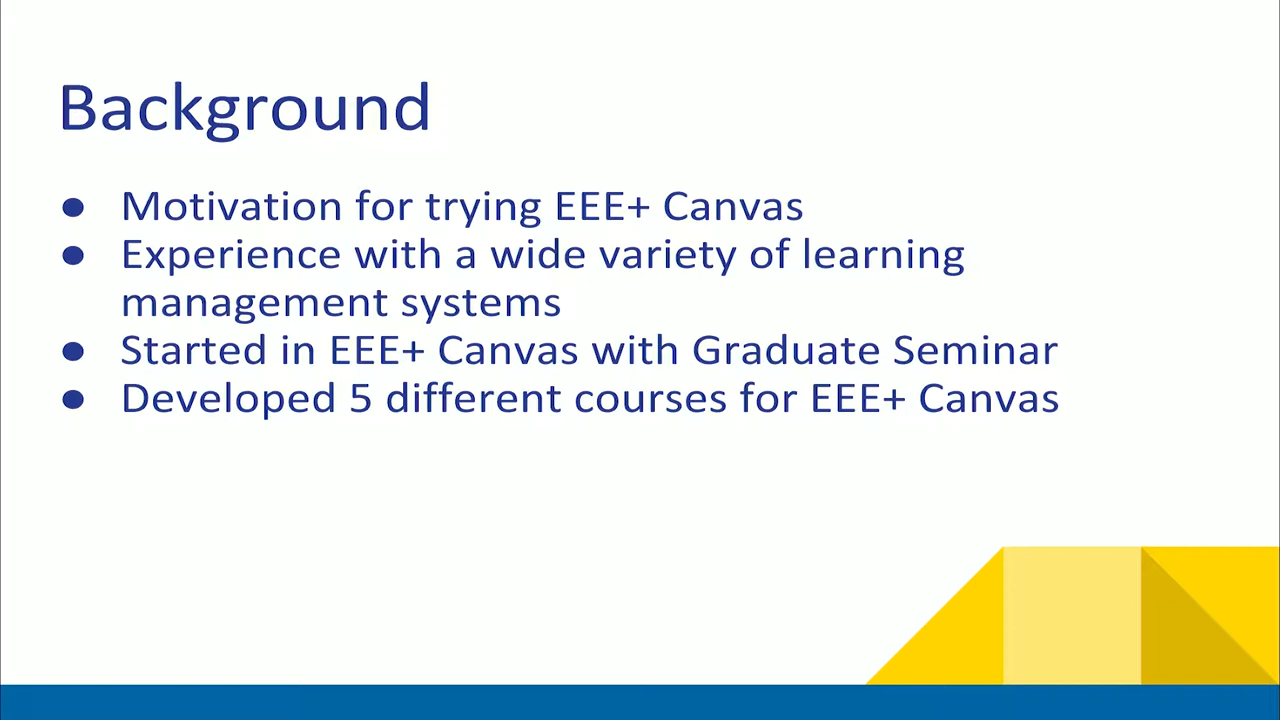 Background
● Motivation for trying EEE+ Canvas
● Experience with a wide variety of learning
management systems
● Started in EEE+ Canvas with Graduate Seminar
● Developed 5 different courses for EEE+ Canvas